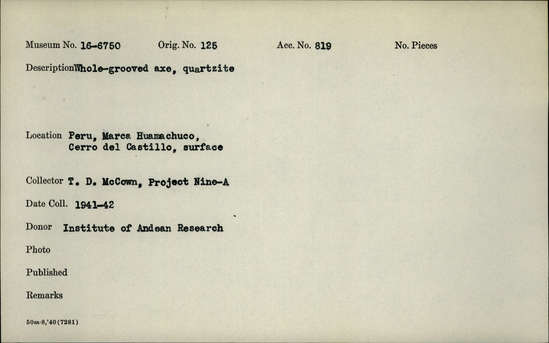 Museum No. 16-6750 Orig. No. 125 Acc. No. 819 No. Pieces
Description Whole-grooved axe, quartzite
Location Peru, Marca Huamachuco,
Cerro del Castillo, surface
Collector T. D. McCown, Project Nine-A
Date Coll. 1941-42
Donor Institute of Andean Research
Photo
Published
Remarks
50m-8,'40(7281)